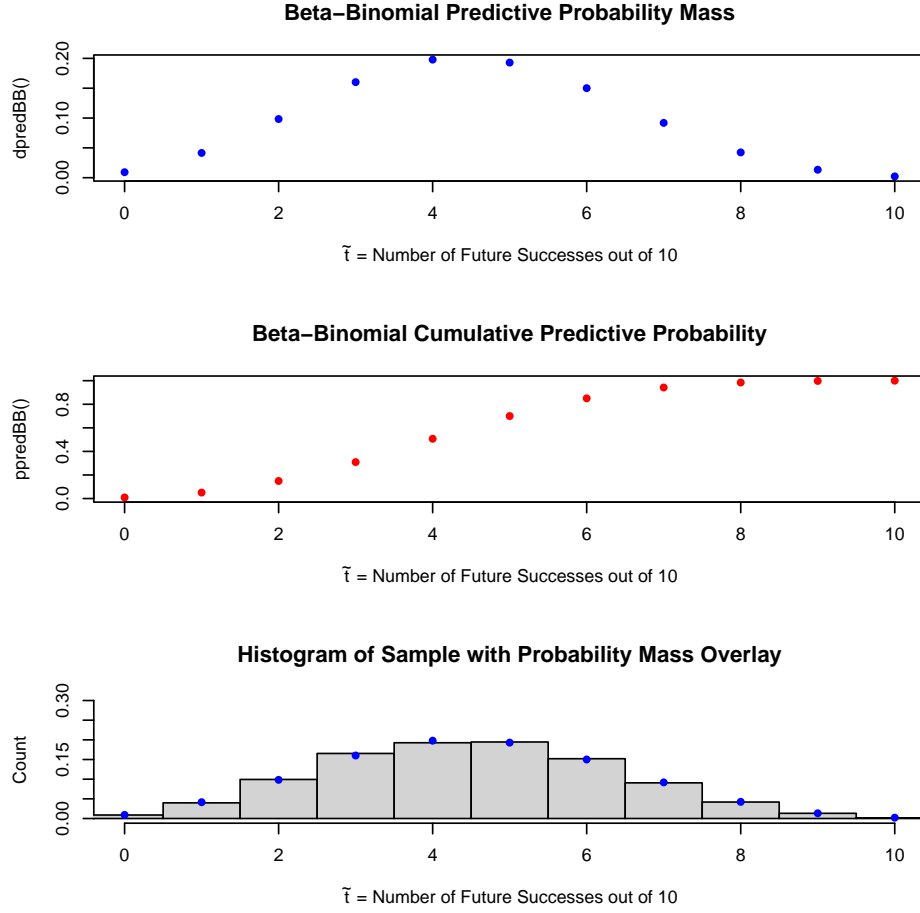 Beta−Binomial Predictive Probability Mass
dpredBB()
0.20
0.10
0.00
0 2 4 6 8 10
t̃ = Number of Future Successes out of 10
Beta−Binomial Cumulative Predictive Probability
ppredBB()
0.8
0.4
0.0
0 2 4 6 8 10
t̃ = Number of Future Successes out of 10
Histogram of Sample with Probability Mass Overlay
Count
0.30
0.15
0.00
0 2 4 6 8 10
t̃ = Number of Future Successes out of 10